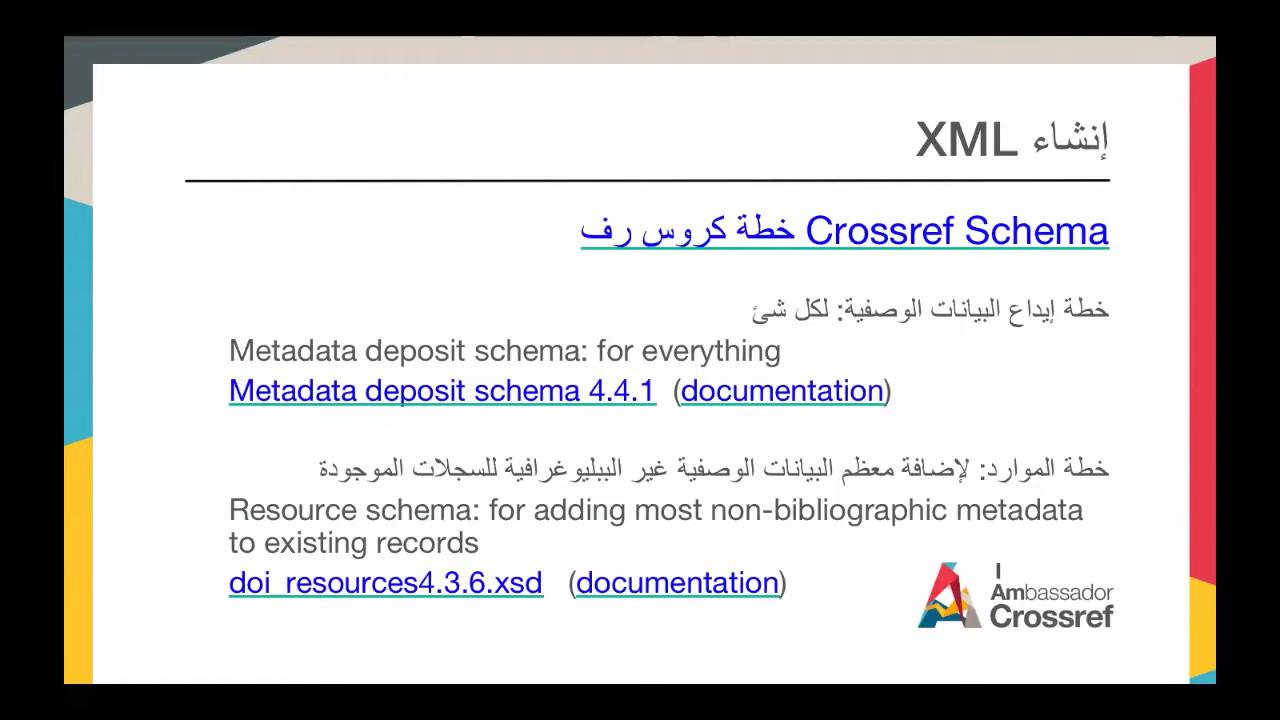 إنشاء XML
Crossref Schema خطة كروس رف
خطة إيداع البيانات الوصفية: لكل شئ
Metadata deposit schema: for everything
Metadata deposit schema 4.4.1 (documentation)
خطة الموارد: لإضافة معظم البيانات الوصفية غير الببليوغرافية للسجلات الموجودة
Resource schema: for adding most non-bibliographic metadata
to existing records
doi_resources4.3.6.xsd (documentation)
I
Ambassador
Crossref